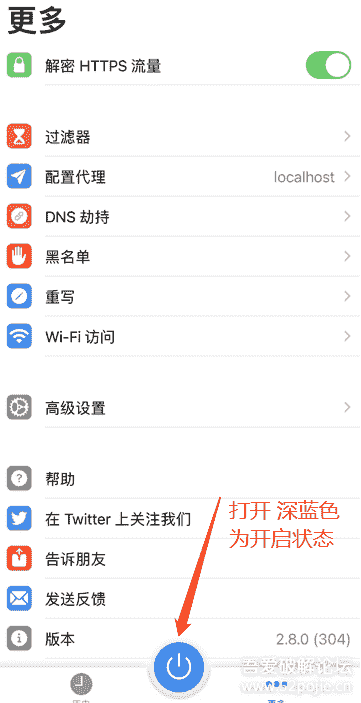 更多
解密 HTTPS 流量
过滤器
配置代理 localhost
DNS 劫持
黑名单
重写
Wi-Fi 访问
高级设置
帮助
打开 深蓝色
为开启状态
在 Twitter 上关注我们
告诉朋友
发送反馈
版本 2.8.0 (304)
吾爱破解论坛
www.52pojie.cn